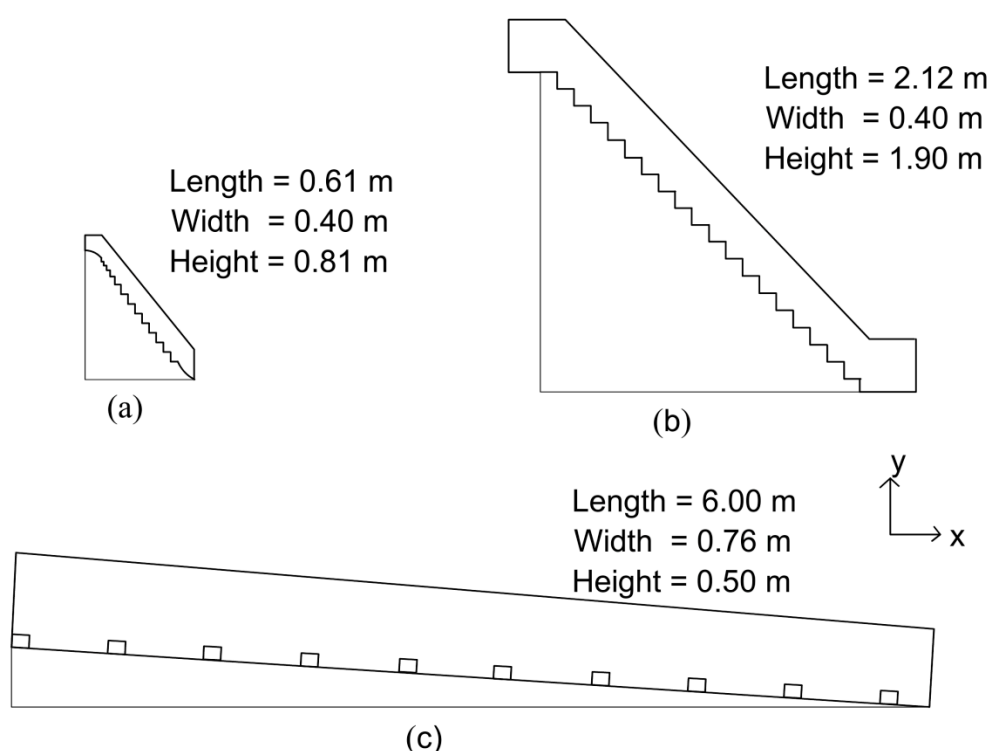 Length = 0.61 m
Width = 0.40 m
Height = 0.81 m
(a)
Length = 2.12 m
Width = 0.40 m
Height = 1.90 m
(b)
Length = 6.00 m
Width = 0.76 m
Height = 0.50 m
y
x
(c)